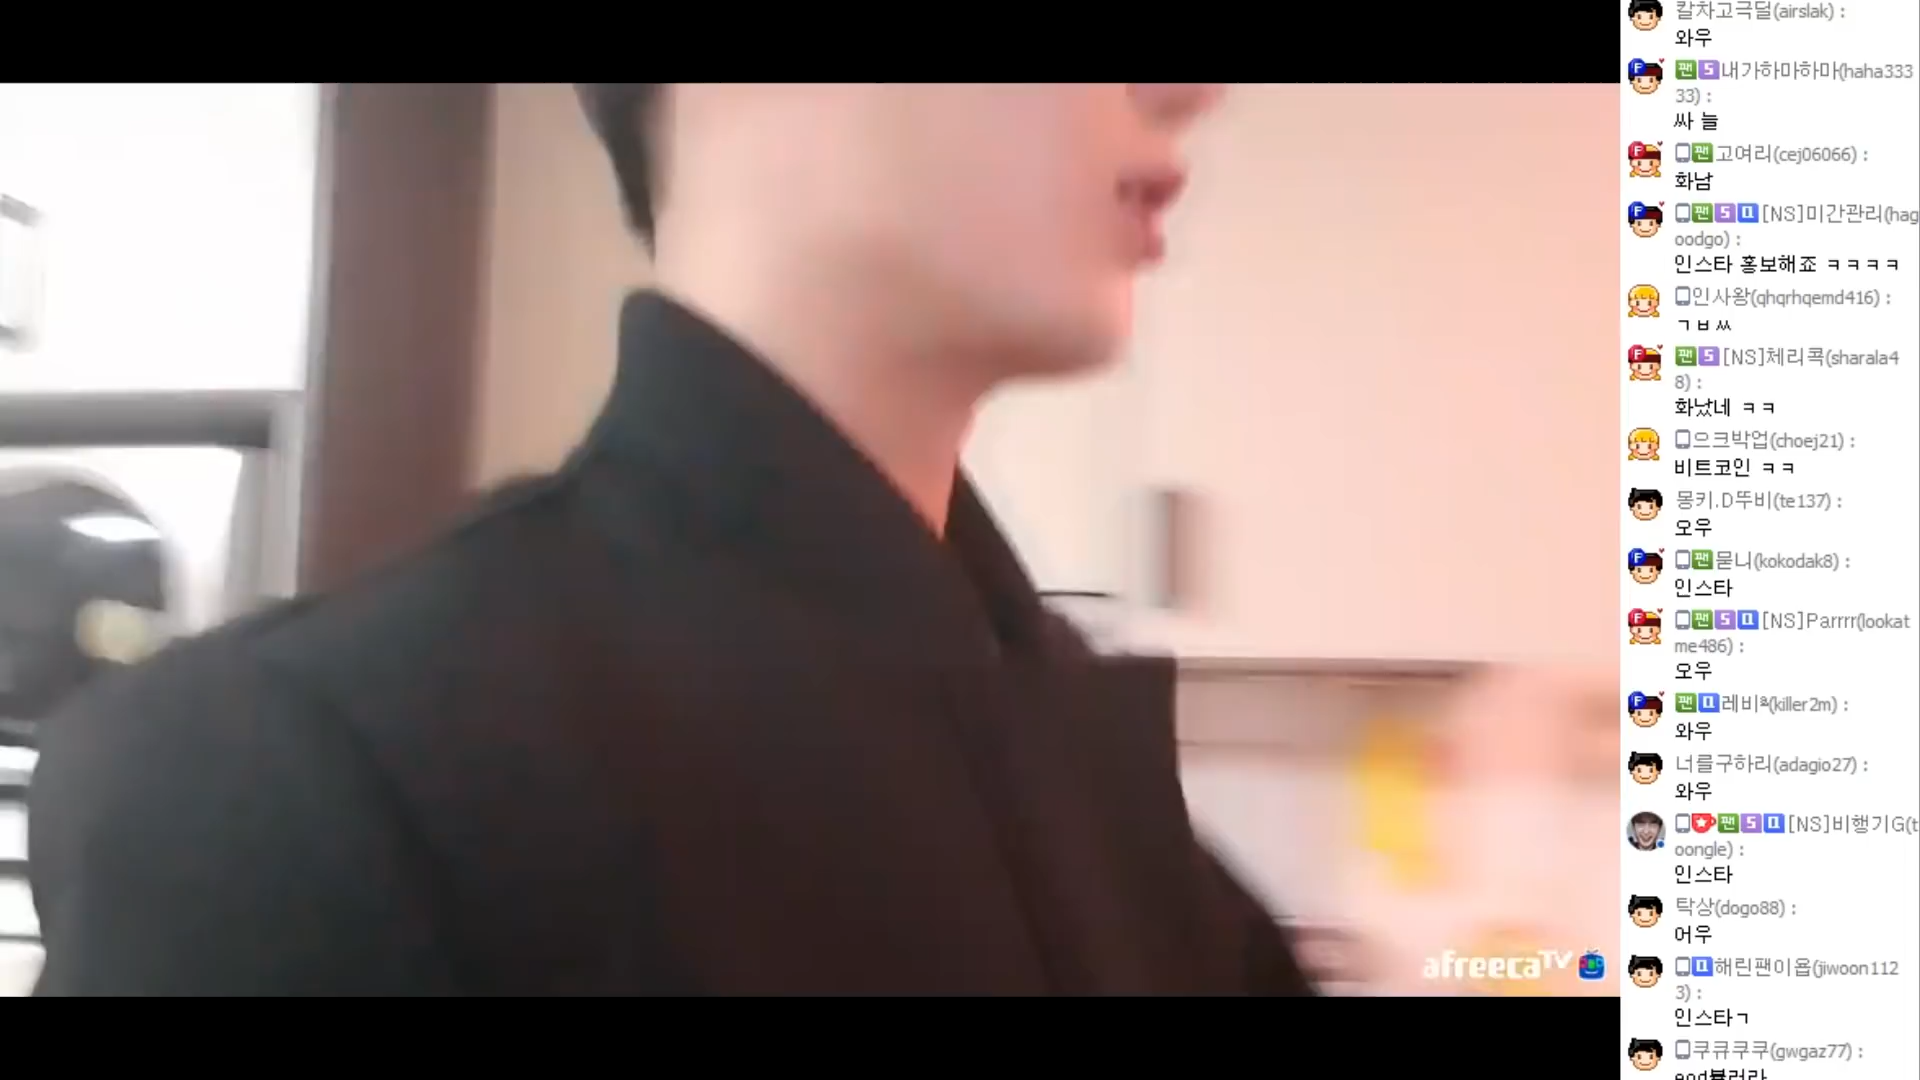 칼차고극덜(airslak) :
와우
팬 S 내가하마하마(haha333
33) :
싸 늘
팬 고여리(cej06066) :
화남
팬 S [NS]미간관리(hag
oodgo) :
인스타 홍보해죠 ㅋㅋㅋㅋ
인사왕(qhqrhqemd416) :
ㄱㅂㅆ
팬 S [NS]체리콕(sharala4
8) :
화났네 ㅋㅋ
으크박업(choej21) :
비트코인 ㅋㅋ
몽키.D뚜비(te137) :
오우
팬 묻니(kokodak8) :
인스타
팬 S [NS]Parrrr(lookat
me486) :
오우
팬 레비(killer2m) :
와우
너를구하리(adagio27) :
와우
팬 S [NS]비행기G(t
oongle) :
인스타
탁상(dogo88) :
어우
afreecaTV
해린팬이욥(jiwoon112
3) :
인스타ㄱ
쿠큐쿠쿠(gwgaz77) :